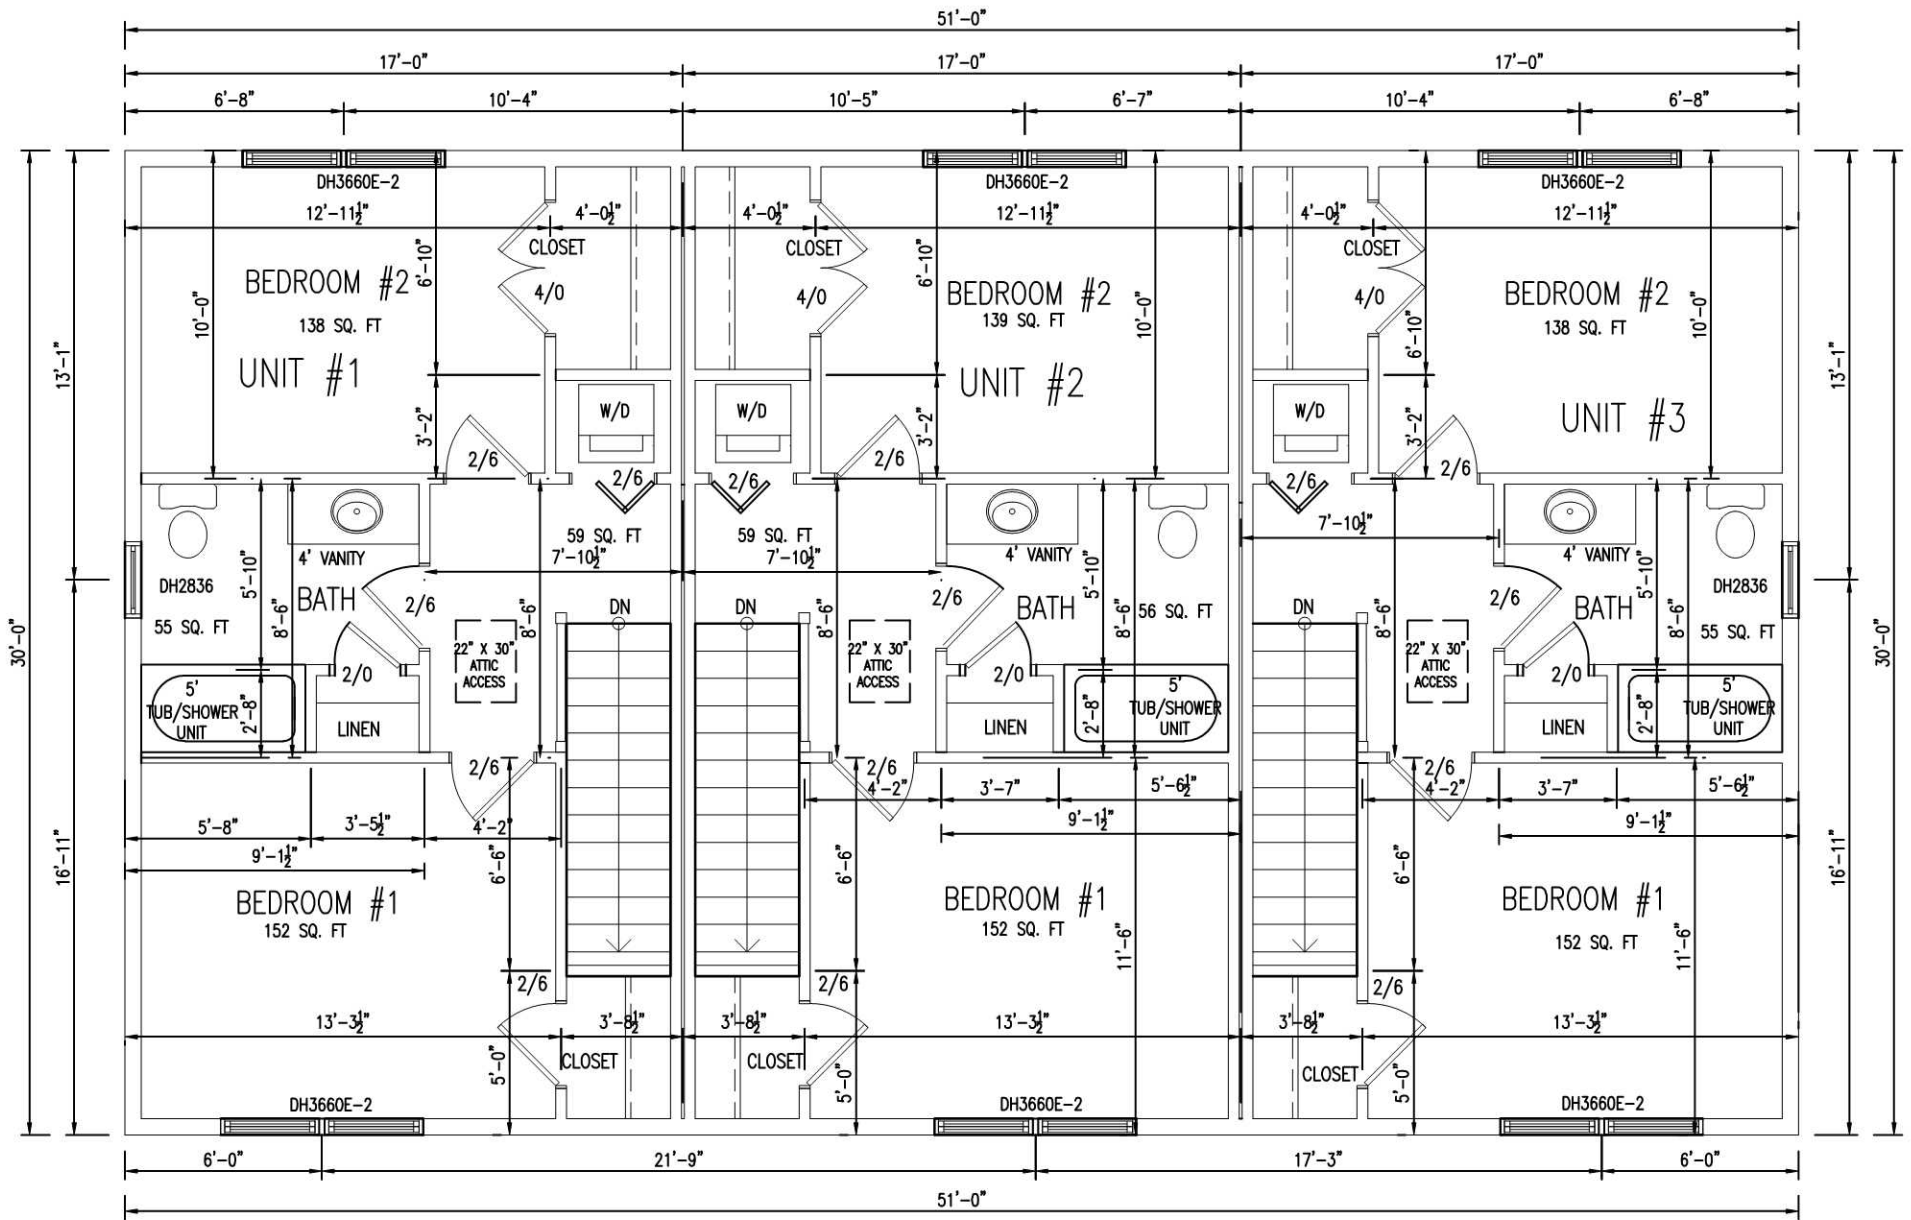 51'-0"
17'-0" 17'-0" 17'-0"
6'-8" 10'-4" 10'-5" 6'-7" 10'-4" 6'-8"
DH3660E-2 DH3660E-2 DH3660E-2
12'-11½" 4'-0½" 4'-0½" 12'-11½" 4'-0½" 12'-11½"
CLOSET CLOSET CLOSET
6'-10" 6'-10" 6'-10"
BEDROOM #2 BEDROOM #2 BEDROOM #2
4/0 4/0 4/0
138 SQ. FT 139 SQ. FT 138 SQ. FT
10'-0" 10'-0" 10'-0"
13'-1" 13'-1"
UNIT #1 UNIT #2 UNIT #3
W/D W/D W/D
3'-2" 3'-2" 3'-2"
2/6 2/6 2/6 2/6 2/6 2/6
59 SQ. FT 59 SQ. FT
7'-10½" 7'-10½" 7'-10½"
4' VANITY 4' VANITY 4' VANITY
5'-10" 5'-10" 5'-10"
DH2836 DH2836
BATH BATH BATH
2/6 2/6 2/6
DN DN DN
55 SQ. FT 56 SQ. FT 55 SQ. FT
8'-6" 8'-6" 8'-6" 8'-6" 8'-6" 8'-6"
30'-0" 30'-0"
22" X 30" 22" X 30" 22" X 30"
ATTIC ATTIC ATTIC
ACCESS ACCESS ACCESS
2/0 2/0 2/0
5' 5' 5'
TUB/SHOWER TUB/SHOWER TUB/SHOWER
UNIT UNIT UNIT
2'-8" 2'-8" 2'-8"
LINEN LINEN LINEN
2/6 2/6 2/6
4'-2" 3'-7" 5'-6½" 4'-2" 3'-7" 5'-6½"
5'-8" 3'-5½" 4'-2" 9'-1½" 9'-1½"
9'-1½"
16'-11" 16'-11"
6'-6" 6'-6" 6'-6"
BEDROOM #1 BEDROOM #1 BEDROOM #1
152 SQ. FT 152 SQ. FT 152 SQ. FT
11'-6" 11'-6"
2/6 2/6 2/6
13'-3½" 3'-8½" 3'-8½" 13'-3½" 3'-8½" 13'-3½"
CLOSET CLOSET CLOSET
5'-0" 5'-0" 5'-0"
DH3660E-2 DH3660E-2 DH3660E-2
6'-0" 21'-9" 17'-3" 6'-0"
51'-0"